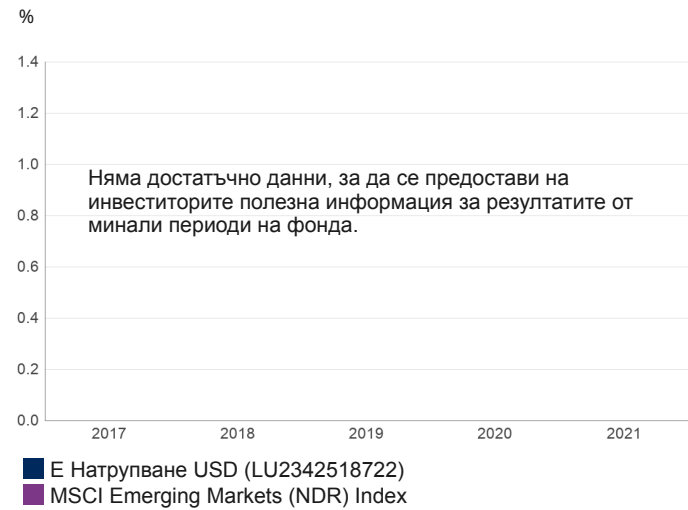 %
1.4
1.2
1.0
Няма достатъчно данни, за да се предостави на
инвеститорите полезна информация за резултатите от
0.8
минали периоди на фонда.
0.6
0.4
0.2
0.0
2017 2018 2019 2020 2021
Е Натрупване USD (LU2342518722)
MSCI Emerging Markets (NDR) Index